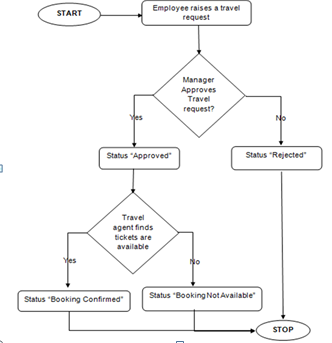 START
Employee raises a travel
request
Manager
Approves
Travel
request?
Yes
No
Status “Approved”
Status “Rejected”
Travel
agent finds
tickets are
available
Yes
No
Status “Booking Confirmed”
Status “Booking Not Available”
STOP